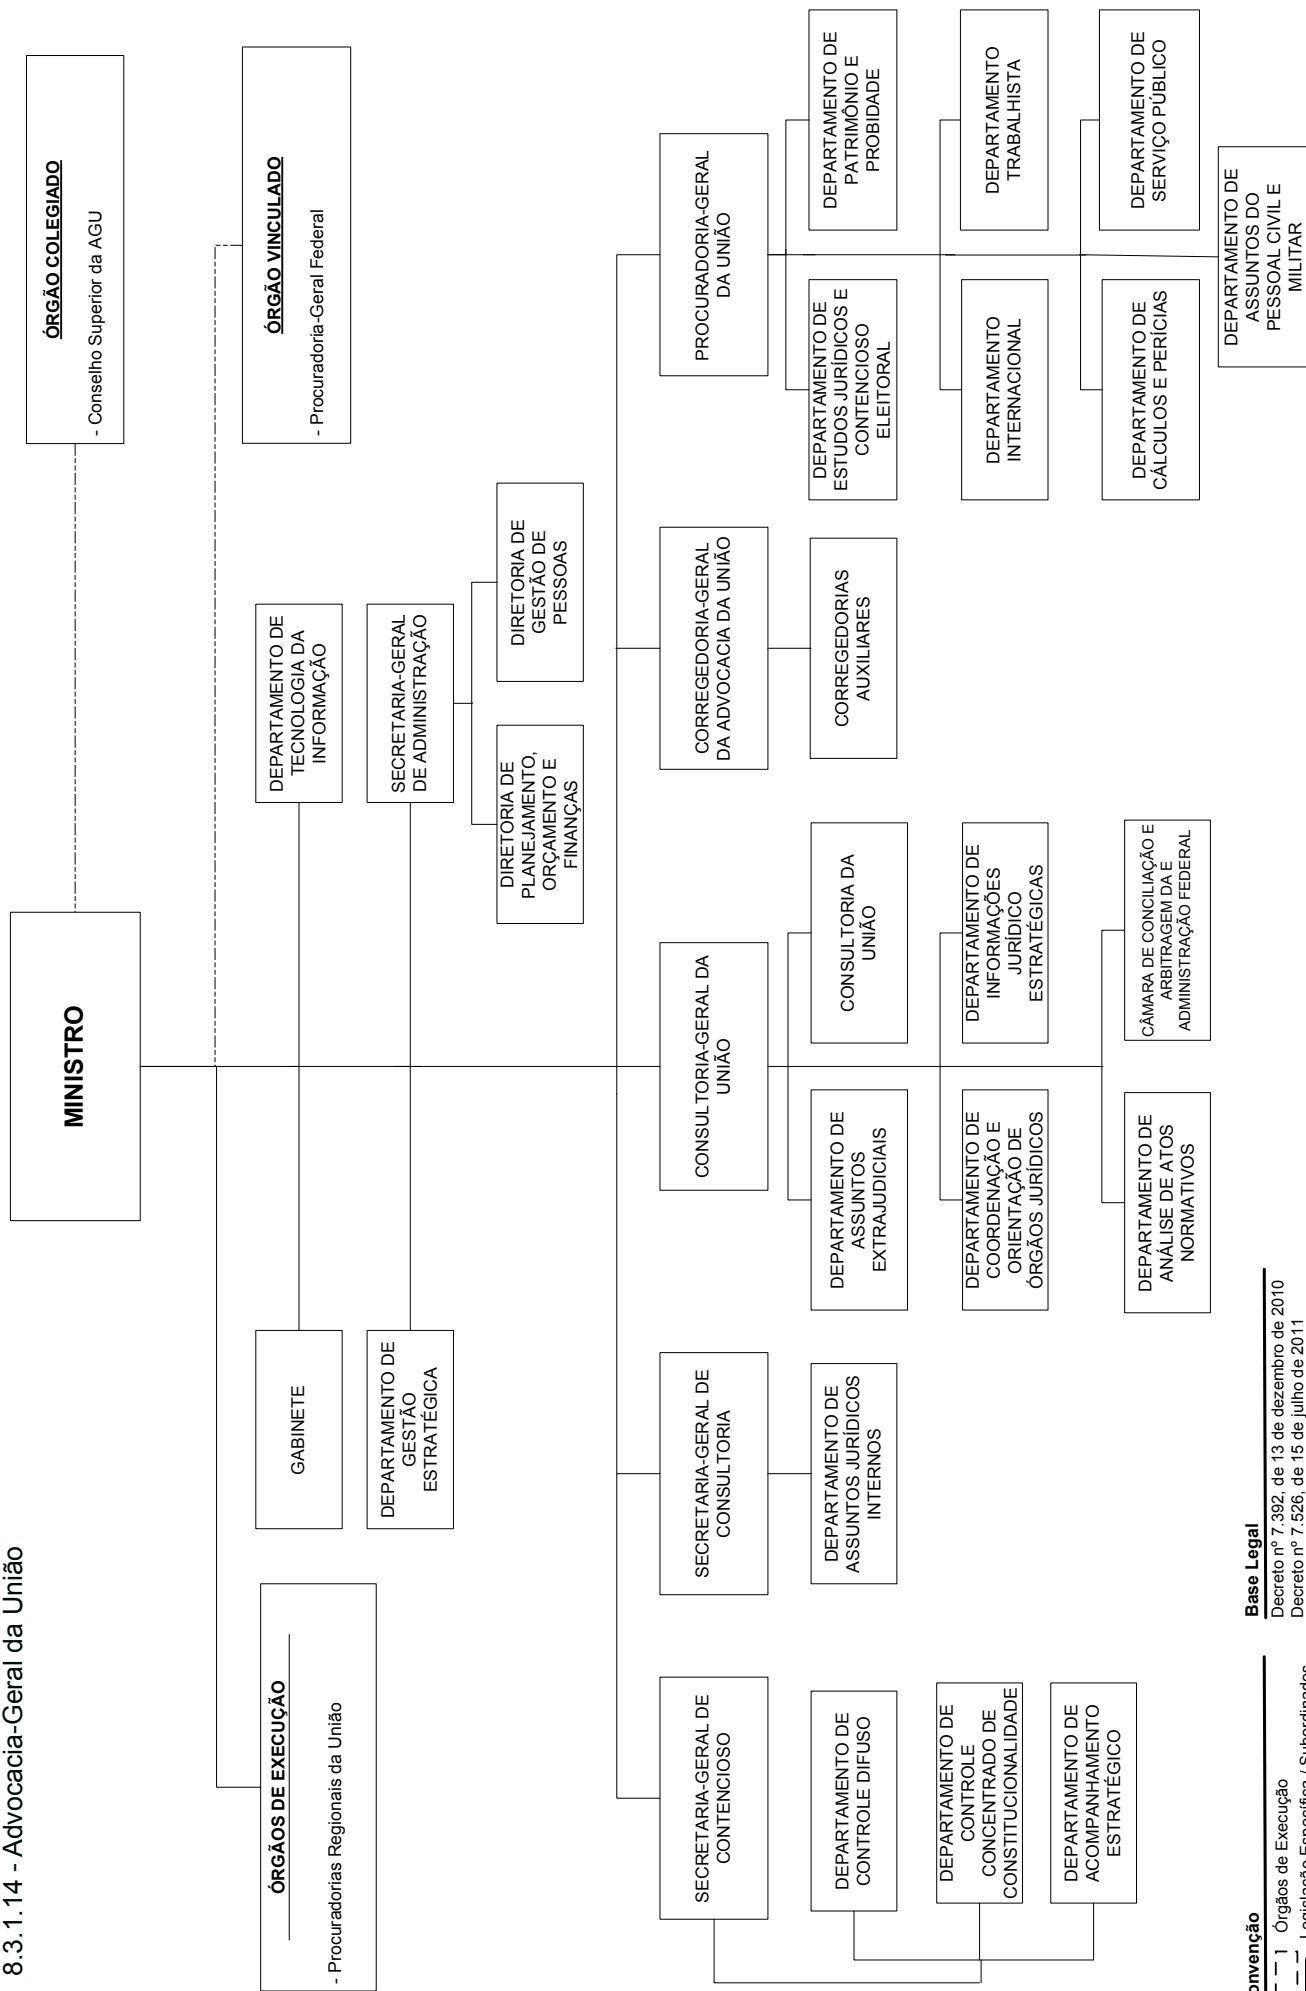 8.3.1.14 - Advocacia-Geral da União
MINISTRO
ÓRGÃO COLEGIADO
- Conselho Superior da AGU
ÓRGÃO VINCULADO
- Procuradoria-Geral Federal
ÓRGÃOS DE EXECUÇÃO
- Procuradorias Regionais da União
GABINETE
DEPARTAMENTO DE
TECNOLOGIA DA
INFORMAÇÃO
DEPARTAMENTO DE
GESTÃO
ESTRATÉGICA
SECRETARIA-GERAL
DE ADMINISTRAÇÃO
DIRETORIA DE
PLANEJAMENTO,
ORÇAMENTO E
FINANÇAS
DIRETORIA DE
GESTÃO DE
PESSOAS
SECRETARIA-GERAL DE
CONTENCIOSO
DEPARTAMENTO DE
CONTROLE DIFUSO
DEPARTAMENTO DE
CONTROLE
CONCENTRADO DE
CONSTITUCIONALIDADE
DEPARTAMENTO DE
ACOMPANHAMENTO
ESTRATÉGICO
SECRETARIA-GERAL DE
CONSULTORIA
DEPARTAMENTO DE
ASSUNTOS JURÍDICOS
INTERNOS
CONSULTORIA-GERAL DA
UNIÃO
DEPARTAMENTO DE
ASSUNTOS
EXTRAJUDICIAIS
CONSULTORIA DA
UNIÃO
DEPARTAMENTO DE
COORDENAÇÃO E
ORIENTAÇÃO DE
ÓRGÃOS JURÍDICOS
DEPARTAMENTO DE
INFORMAÇÕES
JURÍDICO
ESTRATÉGICAS
DEPARTAMENTO DE
ANÁLISE DE ATOS
NORMATIVOS
CÂMARA DE CONCILIAÇÃO E
ARBITRAGEM DA E
ADMINISTRAÇÃO FEDERAL
CORREGEDORIA-GERAL
DA ADVOCACIA DA UNIÃO
CORREGEDORIAS
AUXILIARES
PROCURADORIA-GERAL
DA UNIÃO
DEPARTAMENTO DE
ESTUDOS JURÍDICOS E
CONTENCIOSO
ELEITORAL
DEPARTAMENTO DE
PATRIMÔNIO E
PROBIDADE
DEPARTAMENTO
INTERNACIONAL
DEPARTAMENTO
TRABALHISTA
DEPARTAMENTO DE
CÁLCULOS E PERÍCIAS
DEPARTAMENTO DE
SERVIÇO PÚBLICO
DEPARTAMENTO DE
ASSUNTOS DO
PESSOAL CIVIL E
MILITAR
onvenção
Órgãos de Execução
Legislação Específica / Subordinados
Base Legal
Decreto nº 7.392, de 13 de dezembro de 2010
Decreto nº 7.526, de 15 de julho de 2011